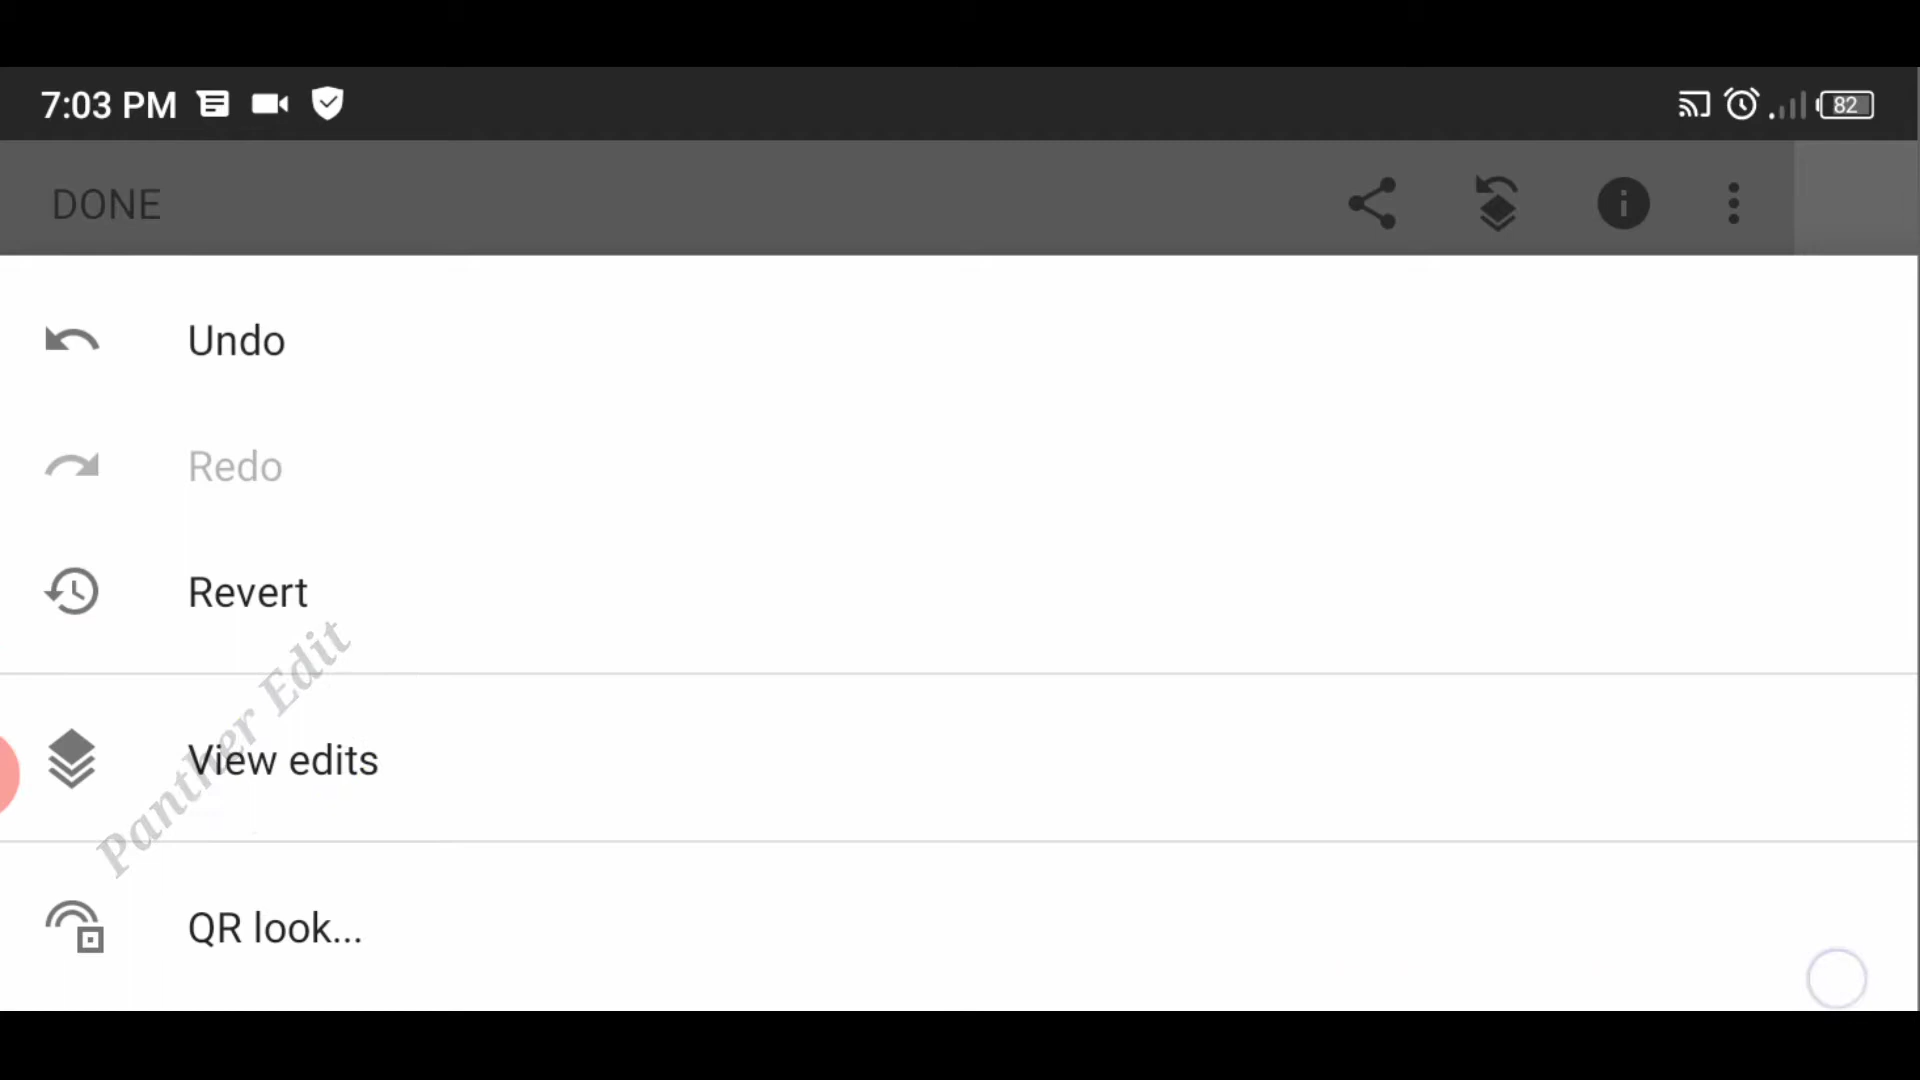 7:03 PM
82
DONE
Undo
Redo
Revert
View edits
QR look...
Panther Edit